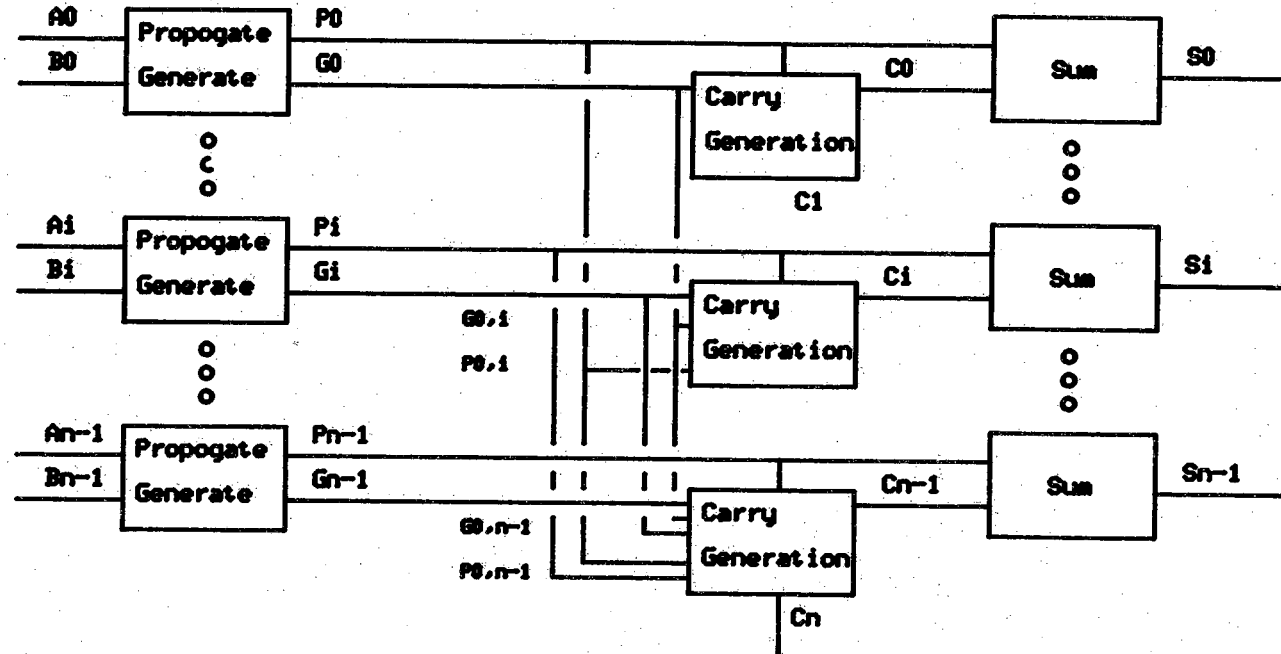 A0
B0
Propogate
Generate
P0
G0
Carry
Generation
C0
Sum
S0
C1
Ai
Bi
Propogate
Generate
Pi
Gi
G0,i
P0,i
Carry
Generation
Ci
Sum
Si
An-1
Bn-1
Propogate
Generate
Pn-1
Gn-1
G0,n-1
P0,n-1
Carry
Generation
Cn-1
Sum
Sn-1
Cn